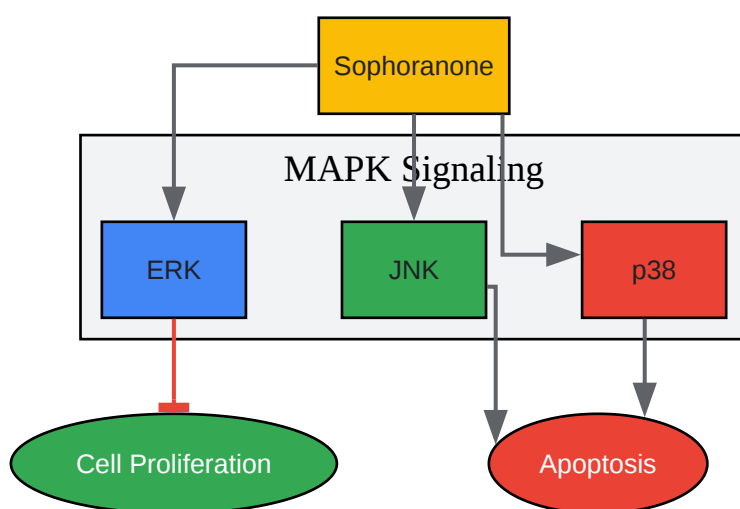 Sophoranone
MAPK Signaling
ERK
JNK
p38
Cell Proliferation
Apoptosis